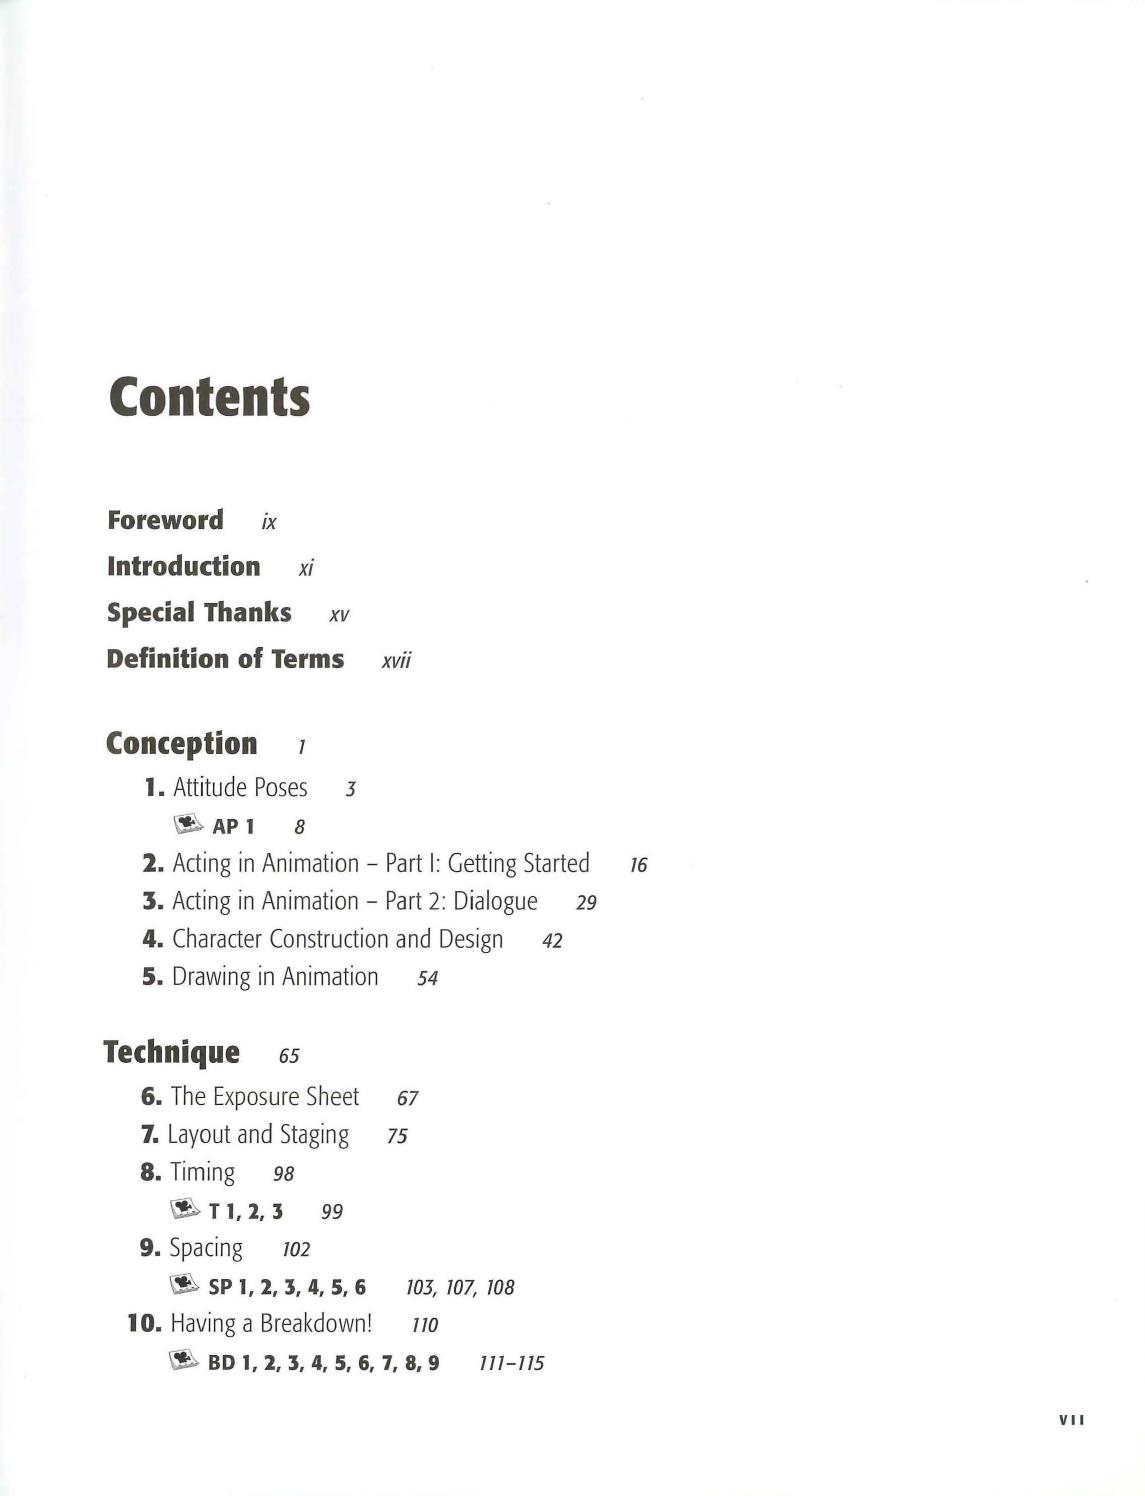 Contents
Foreword ix
Introduction xi
Special Thanks xv
Definition of Terms xvii
Conception 1
1. Attitude Poses 3
AP 1 8
2. Acting in Animation – Part I: Getting Started 16
3. Acting in Animation – Part 2: Dialogue 29
4. Character Construction and Design 42
5. Drawing in Animation 54
Technique 65
6. The Exposure Sheet 67
7. Layout and Staging 75
8. Timing 98
T 1, 2, 3 99
9. Spacing 102
SP 1, 2, 3, 4, 5, 6 103, 107, 108
10. Having a Breakdown! 110
BD 1, 2, 3, 4, 5, 6, 7, 8, 9 111–115
VII